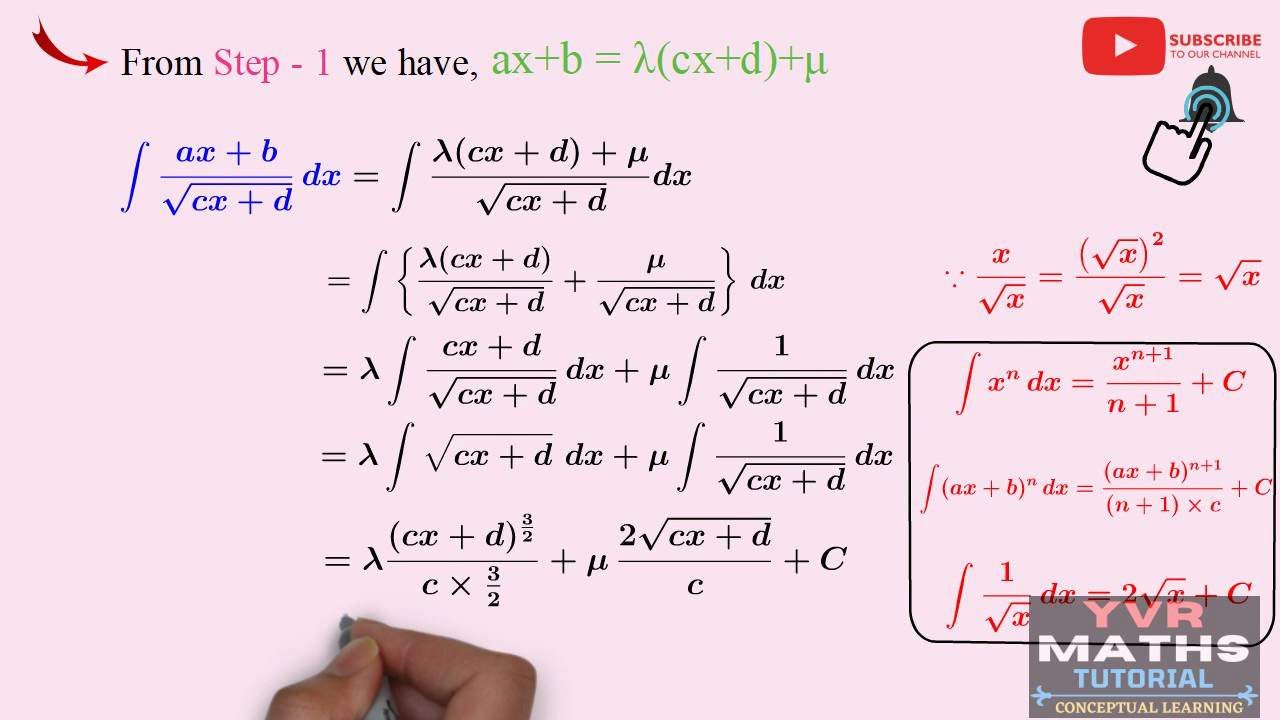 From Step - 1 we have, ax+b = λ(cx+d)+μ
SUBSCRIBE
TO OUR CHANNEL
∫ (ax + b)/√(cx + d) dx = ∫ (λ(cx + d) + μ)/√(cx + d) dx
= ∫ {λ(cx + d)/√(cx + d) + μ/√(cx + d)} dx
∵ x/√x = (√x)²/√x = √x
= λ ∫ (cx + d)/√(cx + d) dx + μ ∫ 1/√(cx + d) dx
= λ ∫ √(cx + d) dx + μ ∫ 1/√(cx + d) dx
= λ (cx + d)^(3/2)/(c × 3/2) + μ 2√(cx + d)/c + C
∫ xⁿ dx = xⁿ⁺¹/(n + 1) + C
∫ (ax + b)ⁿ dx = (ax + b)ⁿ⁺¹/((n + 1) × c) + C
∫ 1/√x dx = 2√x + C
YVR
MATHS
TUTORIAL
CONCEPTUAL LEARNING